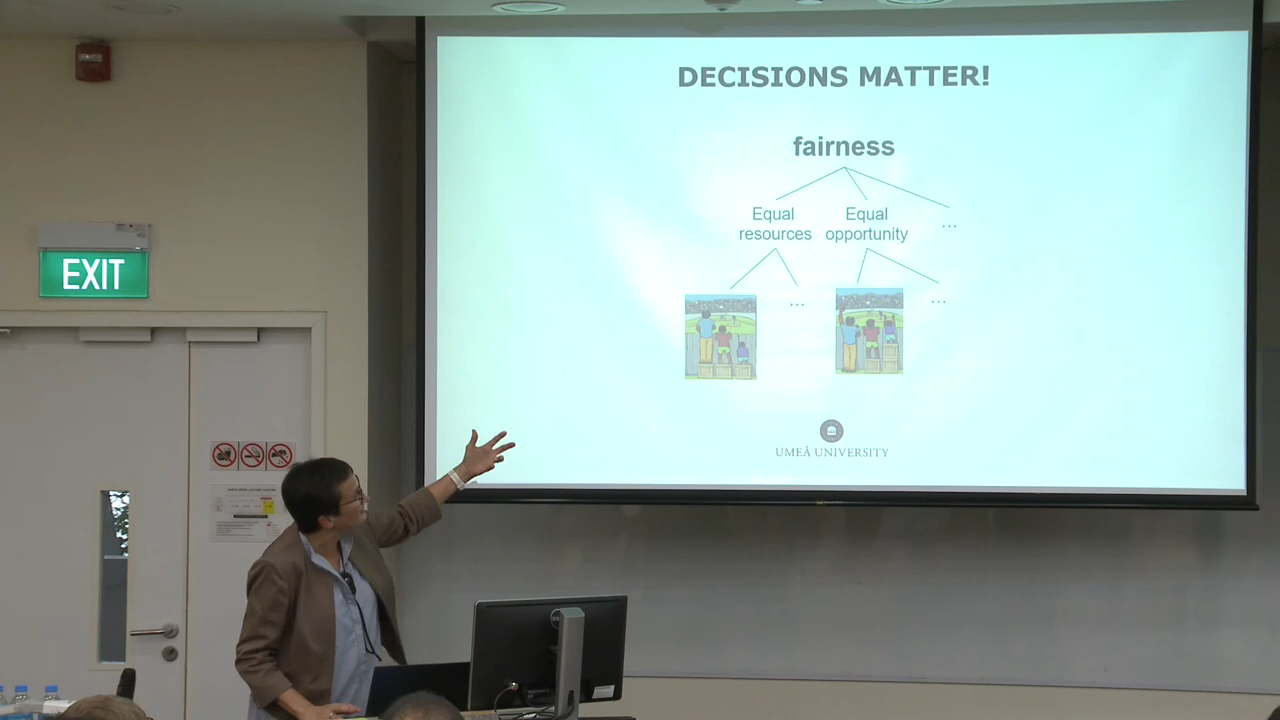 DECISIONS MATTER!
fairness
Equal
resources
Equal
opportunity
...
...
...
UMEÅ UNIVERSITY
EXIT